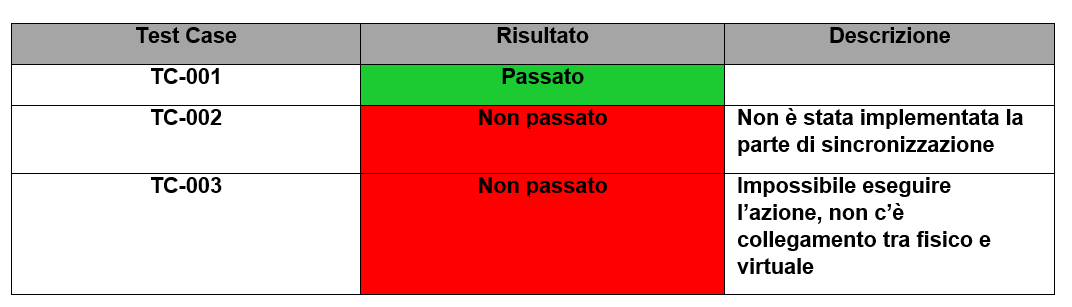 Test Case Risultato Descrizione
TC-001 Passato
TC-002 Non passato Non è stata implementata la
parte di sincronizzazione
TC-003 Non passato Impossibile eseguire
l’azione, non c’è
collegamento tra fisico e
virtuale